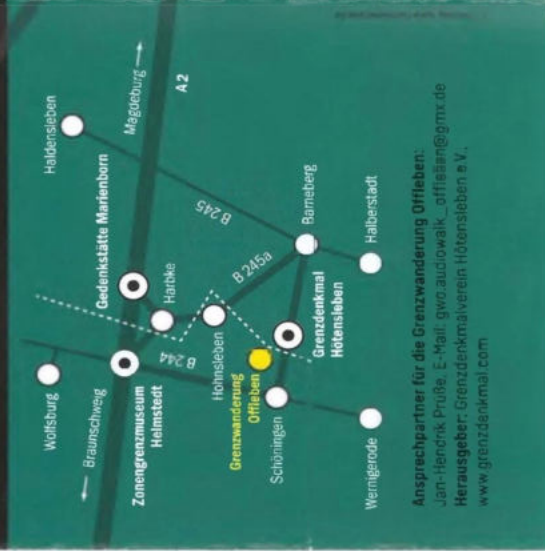 Wolfsburg
← Braunschweig
Zonengrenzmuseum
Helmstedt
Haldensleben
Magdeburg →
A2
Gedenkstätte Marienborn
Harbke
B 244
B 245
B 245a
Hohnsleben
Grenzwanderung
Offleben
Schöningen
Barneberg
Grenzdenkmal
Hötensleben
Halberstadt
Wernigerode
Ansprechpartner für die Grenzwanderung Offleben:
Jan-Hendrik Prüße, E-Mail: gwo.audiowalk_offleben@gmx.de
Herausgeber: Grenzdenkmalverein Hötensleben e.V.,
www.grenzdenkmal.com